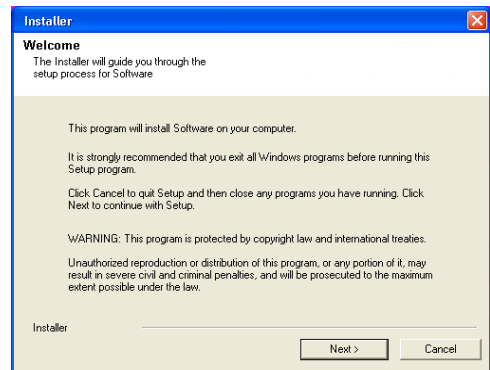 Installer
Welcome
The Installer will guide you through the
setup process for Software
This program will install Software on your computer.
It is strongly recommended that you exit all Windows programs before running this
Setup program.
Click Cancel to quit Setup and then close any programs you have running. Click
Next to continue with Setup.
WARNING: This program is protected by copyright law and international treaties.
Unauthorized reproduction or distribution of this program, or any portion of it, may
result in severe civil and criminal penalties, and will be prosecuted to the maximum
extent possible under the law.
Installer
Next >
Cancel